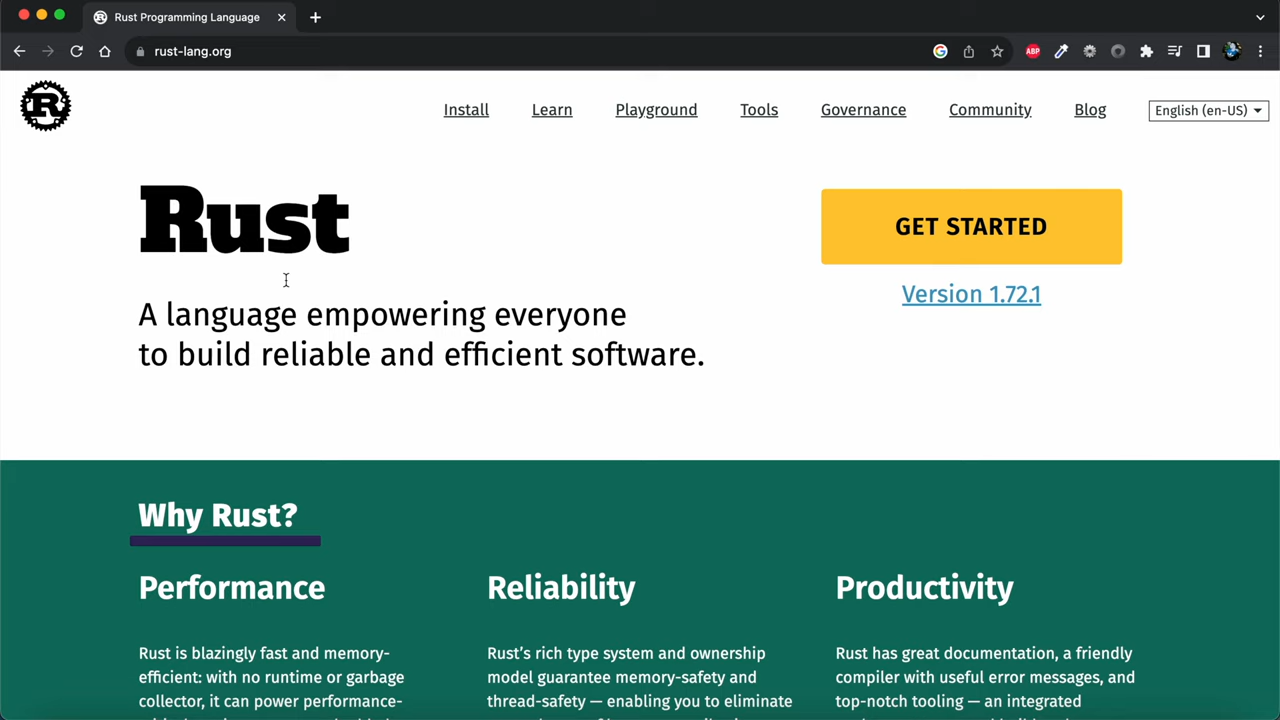 Rust Programming Language
rust-lang.org
ABP
R
Install Learn Playground Tools Governance Community Blog English (en-US)
Rust
GET STARTED
Version 1.72.1
A language empowering everyone
to build reliable and efficient software.
Why Rust?
Performance
Rust is blazingly fast and memory-
efficient: with no runtime or garbage
collector, it can power performance-
Reliability
Rust's rich type system and ownership
model guarantee memory-safety and
thread-safety — enabling you to eliminate
Productivity
Rust has great documentation, a friendly
compiler with useful error messages, and
top-notch tooling — an integrated